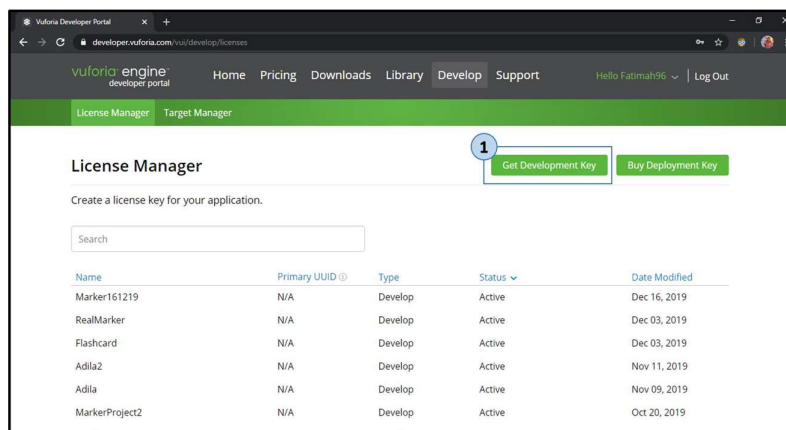 Vuforia Developer Portal
developer.vuforia.com/vui/develop/licenses
vuforia engine™
developer portal
Home Pricing Downloads Library Develop Support
Hello Fatimah96 | Log Out
License Manager Target Manager
1
License Manager
Get Development Key
Buy Deployment Key
Create a license key for your application.
Search
Name Primary UUID Type Status Date Modified
Marker161219 N/A Develop Active Dec 16, 2019
RealMarker N/A Develop Active Dec 03, 2019
Flashcard N/A Develop Active Dec 03, 2019
Adila2 N/A Develop Active Nov 11, 2019
Adila N/A Develop Active Nov 09, 2019
MarkerProject2 N/A Develop Active Oct 20, 2019